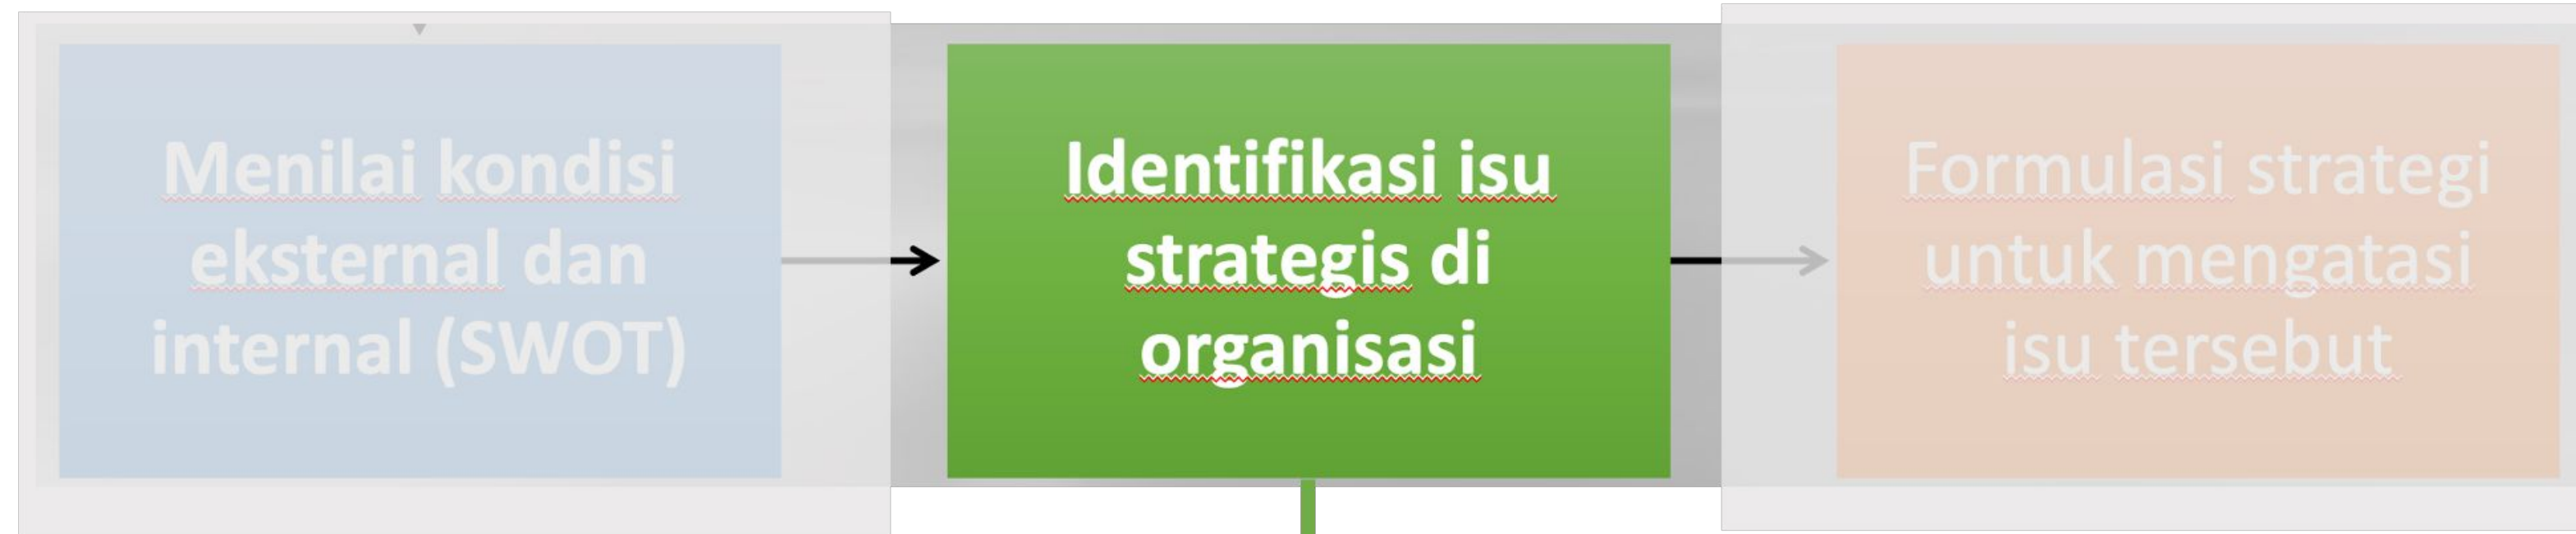 Menilai kondisi
eksternal dan
internal (SWOT)
Identifikasi isu
strategis di
organisasi
Formulasi strategi
untuk mengatasi
isu tersebut